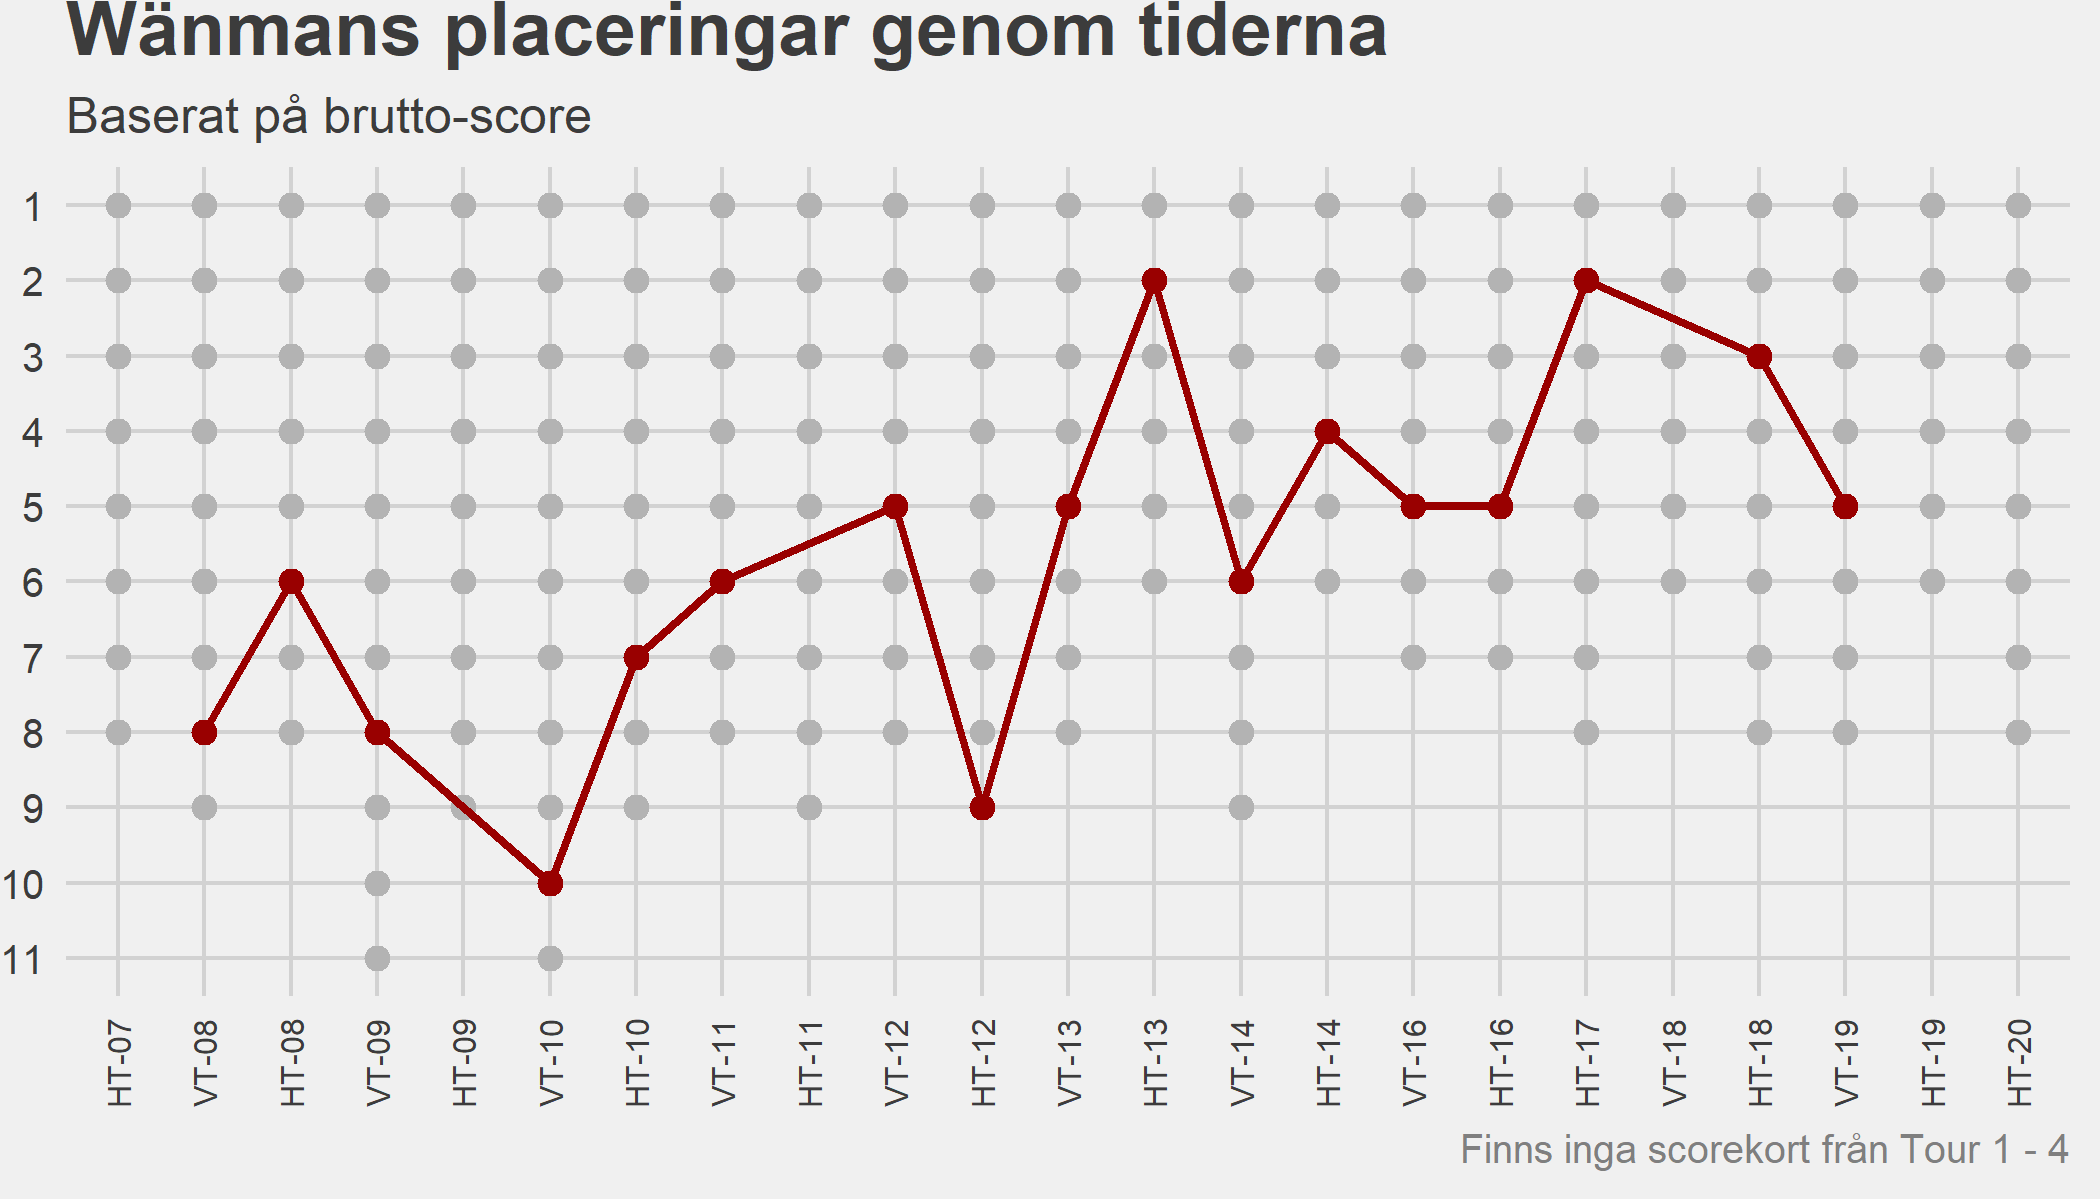 Wänmans placeringar genom tiderna
Baserat på brutto-score
1
2
3
4
5
6
7
8
9
10
11
HT-07
VT-08
HT-08
VT-09
HT-09
VT-10
HT-10
VT-11
HT-11
VT-12
HT-12
VT-13
HT-13
VT-14
HT-14
VT-16
HT-16
HT-17
VT-18
HT-18
VT-19
HT-19
HT-20
Finns inga scorekort från Tour 1 - 4